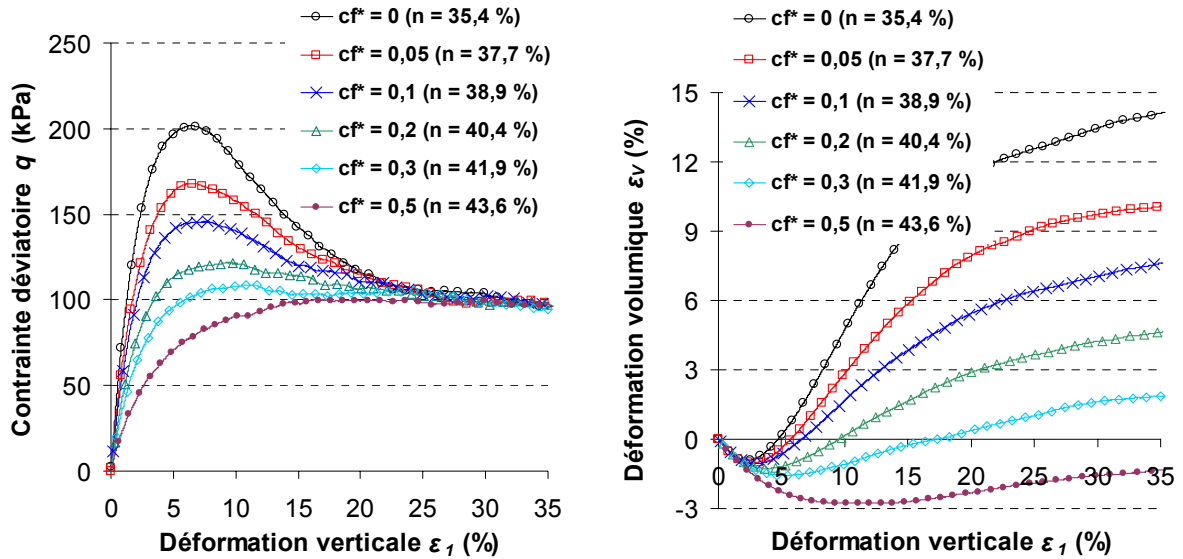 cf* = 0 (n = 35,4 %)
cf* = 0,05 (n = 37,7 %)
cf* = 0,1 (n = 38,9 %)
cf* = 0,2 (n = 40,4 %)
cf* = 0,3 (n = 41,9 %)
cf* = 0,5 (n = 43,6 %)
Contrainte déviatoire q (kPa)
250
200
150
100
50
0
0 5 10 15 20 25 30 35
Déformation verticale ε1 (%)
cf* = 0 (n = 35,4 %)
cf* = 0,05 (n = 37,7 %)
cf* = 0,1 (n = 38,9 %)
cf* = 0,2 (n = 40,4 %)
cf* = 0,3 (n = 41,9 %)
cf* = 0,5 (n = 43,6 %)
Déformation volumique εv (%)
15
12
9
6
3
0
-3
0 5 10 15 20 25 30 35
Déformation verticale ε1 (%)